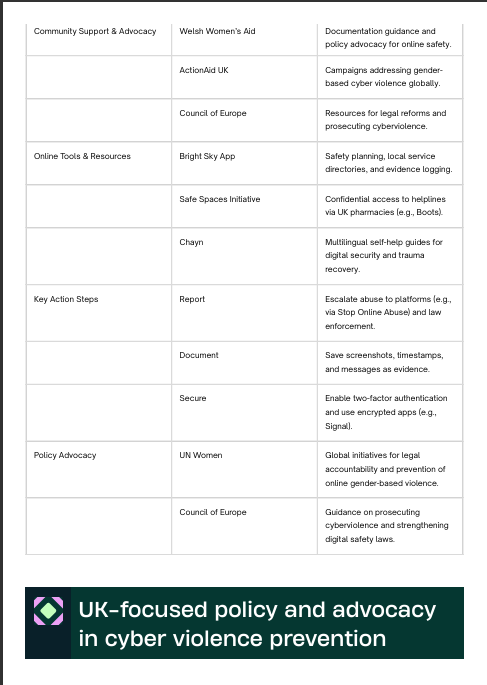 Community Support & Advocacy
Welsh Women's Aid
Documentation guidance and
policy advocacy for online safety.
ActionAid UK
Campaigns addressing gender-
based cyber violence globally.
Council of Europe
Resources for legal reforms and
prosecuting cyberviolence.
Online Tools & Resources
Bright Sky App
Safety planning, local service
directories, and evidence logging.
Safe Spaces Initiative
Confidential access to helplines
via UK pharmacies (e.g., Boots).
Chayn
Multilingual self-help guides for
digital security and trauma
recovery.
Key Action Steps
Report
Escalate abuse to platforms (e.g.,
via Stop Online Abuse) and law
enforcement.
Document
Save screenshots, timestamps,
and messages as evidence.
Secure
Enable two-factor authentication
and use encrypted apps (e.g.,
Signal).
Policy Advocacy
UN Women
Global initiatives for legal
accountability and prevention of
online gender-based violence.
Council of Europe
Guidance on prosecuting
cyberviolence and strengthening
digital safety laws.
UK-focused policy and advocacy
in cyber violence prevention